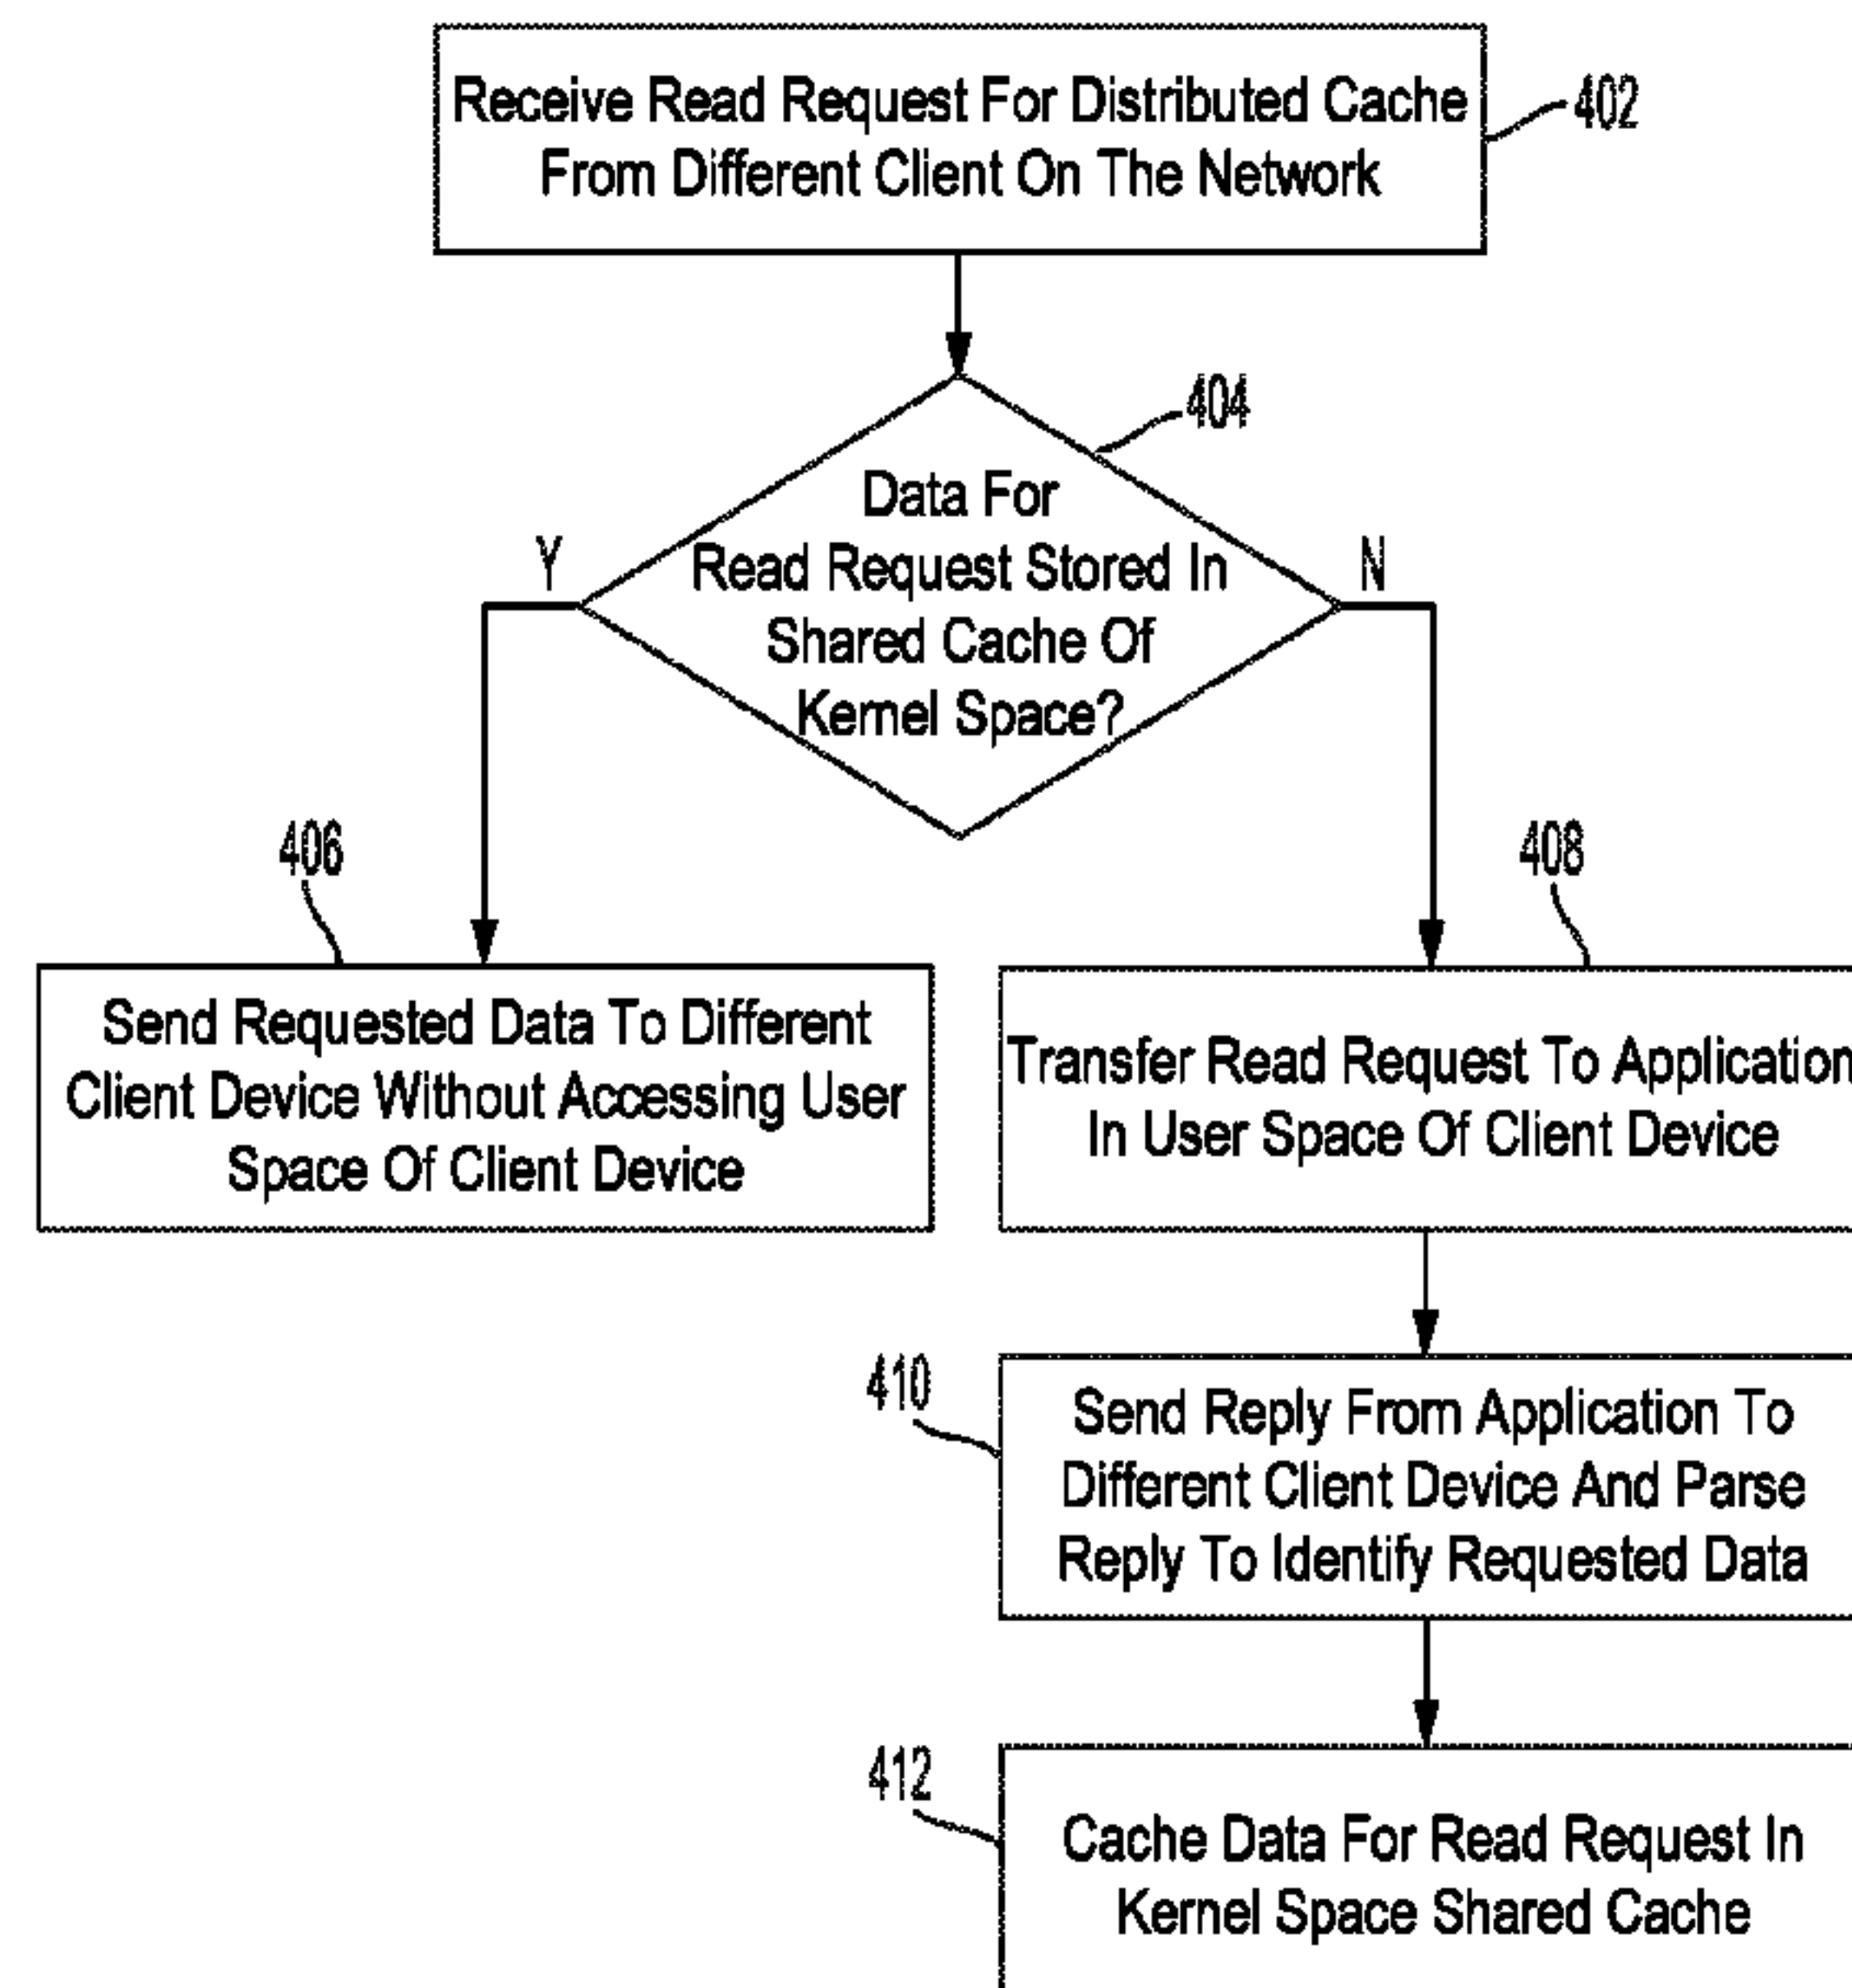 Receive Read Request For Distributed Cache
From Different Client On The Network
402
404
Data For
Read Request Stored In
Shared Cache Of
Kernel Space?
Y
N
406
408
Send Requested Data To Different
Client Device Without Accessing User
Space Of Client Device
Transfer Read Request To Application
In User Space Of Client Device
410
Send Reply From Application To
Different Client Device And Parse
Reply To Identify Requested Data
412
Cache Data For Read Request In
Kernel Space Shared Cache